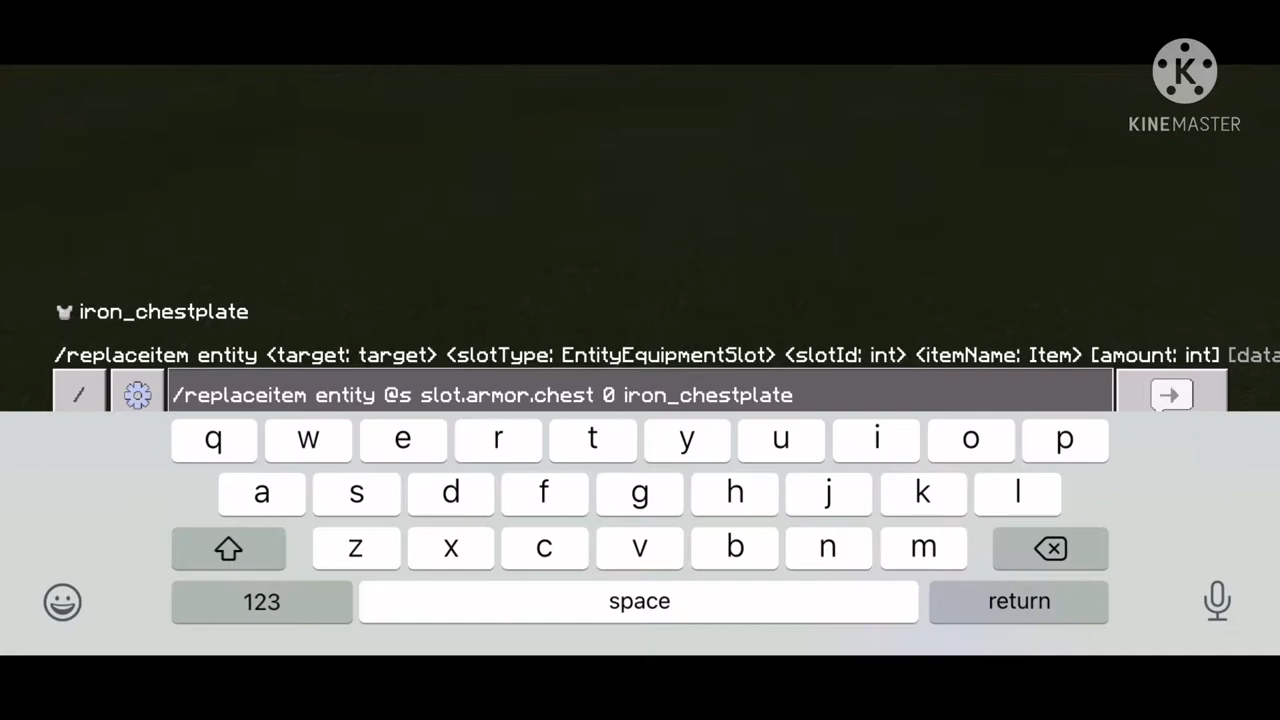 K
KINEMASTER
iron_chestplate
/replaceitem entity <target: target> <slotType: EntityEquipmentSlot> <slotId: int> <itemName: Item> [amount: int] [data
/ /replaceitem entity @s slot.armor.chest 0 iron_chestplate
q w e r t y u i o p
a s d f g h j k l
z x c v b n m
123 space return